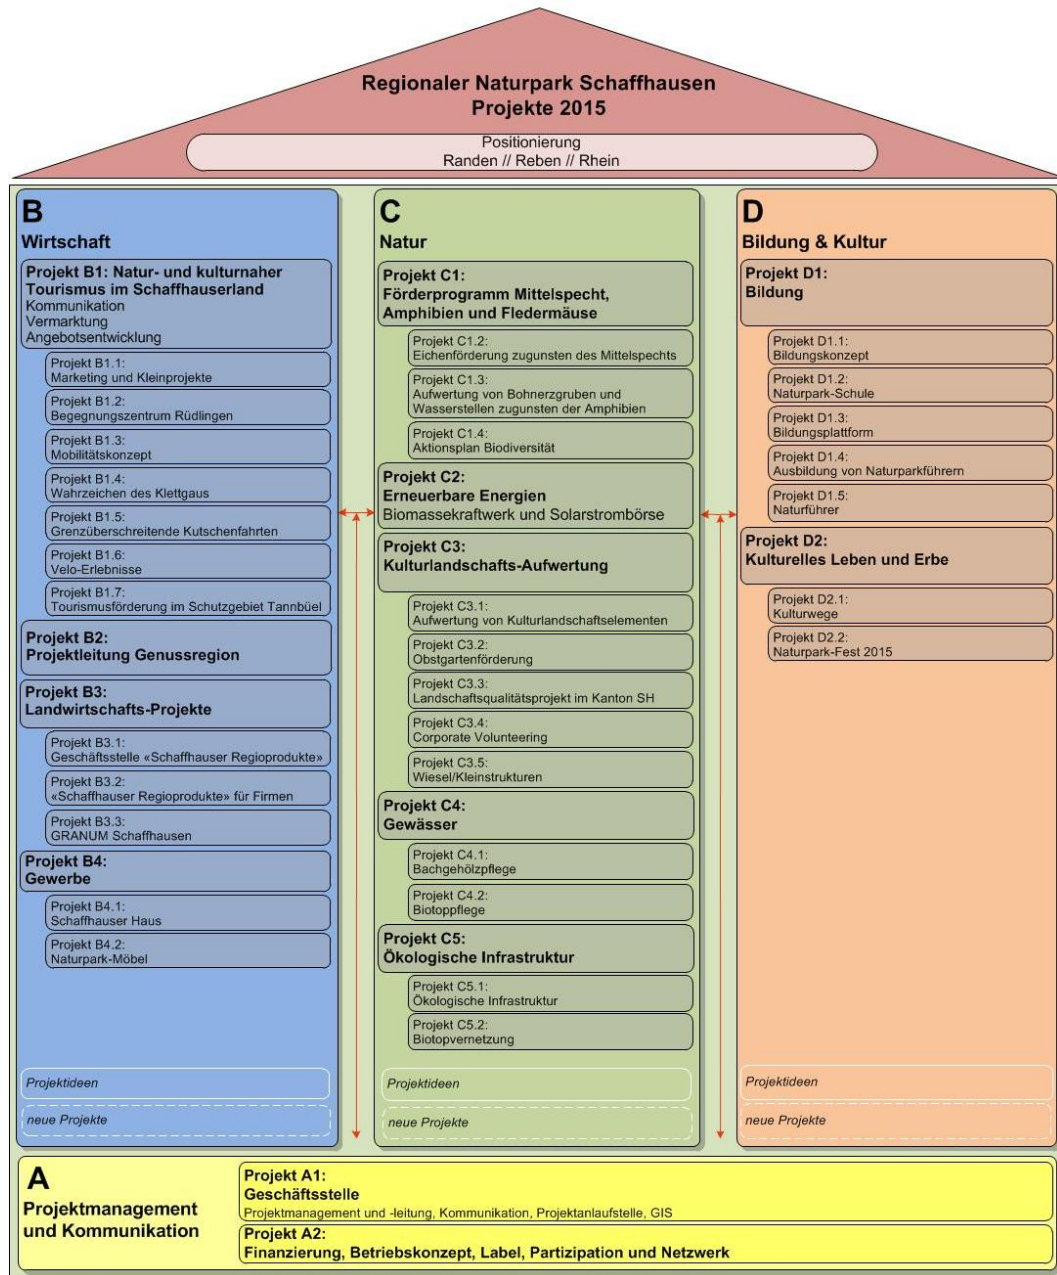 Regionaler Naturpark Schaffhausen
Projekte 2015
Positionierung
Randen // Reben // Rhein
B
Wirtschaft
Projekt B1: Natur- und kulturnaher
Tourismus im Schaffhauserland
Kommunikation
Vermarktung
Angebotsentwicklung
Projekt B1.1:
Marketing und Kleinprojekte
Projekt B1.2:
Begegnungszentrum Rüdlingen
Projekt B1.3:
Mobilitätskonzept
Projekt B1.4:
Wahrzeichen des Klettgaus
Projekt B1.5:
Grenzüberschreitende Kutschenfahrten
Projekt B1.6:
Velo-Erlebnisse
Projekt B1.7:
Tourismusförderung im Schutzgebiet Tannbüel
Projekt B2:
Projektleitung Genussregion
Projekt B3:
Landwirtschafts-Projekte
Projekt B3.1:
Geschäftsstelle «Schaffhauser Regioprodukte»
Projekt B3.2:
«Schaffhauser Regioprodukte» für Firmen
Projekt B3.3:
GRANUM Schaffhausen
Projekt B4:
Gewerbe
Projekt B4.1:
Schaffhauser Haus
Projekt B4.2:
Naturpark-Möbel
Projektideen
neue Projekte
C
Natur
Projekt C1:
Förderprogramm Mittelspecht,
Amphibien und Fledermäuse
Projekt C1.2:
Eichenförderung zugunsten des Mittelspechts
Projekt C1.3
Aufwertung von Bohnerzgruben und
Wasserstellen zugunsten der Amphibien
Projekt C1.4:
Aktionsplan Biodiversität
Projekt C2:
Erneuerbare Energien
Biomassekraftwerk und Solarstrombörse
Projekt C3:
Kulturlandschafts-Aufwertung
Projekt C3.1:
Aufwertung von Kulturlandschaftselementen
Projekt C3.2:
Obstgartenförderung
Projekt C3.3:
Landschaftsqualitätsprojekt im Kanton SH
Projekt C3.4:
Corporate Volunteering
Projekt C3.5:
Wiesel/Kleinstrukturen
Projekt C4:
Gewässer
Projekt C4.1:
Bachgehölzpflege
Projekt C4.2:
Biotoppflege
Projekt C5:
Ökologische Infrastruktur
Projekt C5.1:
Ökologische Infrastruktur
Projekt C5.2:
Biotopvernetzung
Projektideen
neue Projekte
D
Bildung & Kultur
Projekt D1:
Bildung
Projekt D1.1:
Bildungskonzept
Projekt D1.2:
Naturpark-Schule
Projekt D1.3:
Bildungsplattform
Projekt D1.4:
Ausbildung von Naturparkführern
Projekt D1.5:
Naturführer
Projekt D2:
Kulturelles Leben und Erbe
Projekt D2.1:
Kulturwege
Projekt D2.2:
Naturpark-Fest 2015
Projektideen
neue Projekte
A
Projektmanagement
und Kommunikation
Projekt A1:
Geschäftsstelle
Projektmanagement und -leitung, Kommunikation, Projektanlaufstelle, GIS
Projekt A2:
Finanzierung, Betriebskonzept, Label, Partizipation und Netzwerk